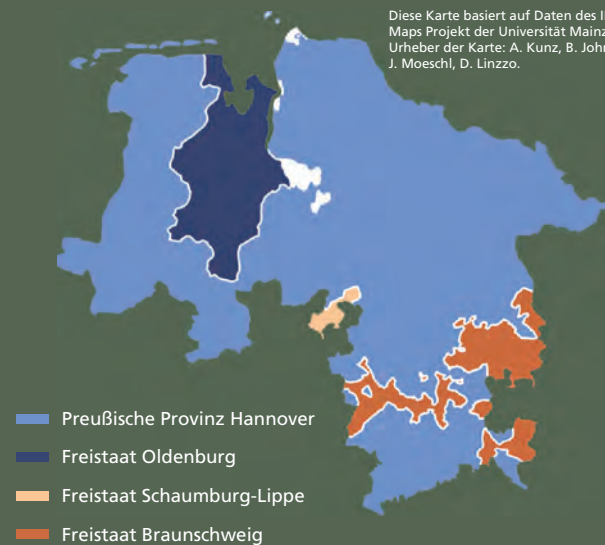 Diese Karte basiert auf Daten des
Maps Projekt der Universität Mainz
Urheber der Karte: A. Kunz, B.
J. Moeschl, D. Linzzo.
Preußische Provinz Hannover
Freistaat Oldenburg
Freistaat Schaumburg-Lippe
Freistaat Braunschweig